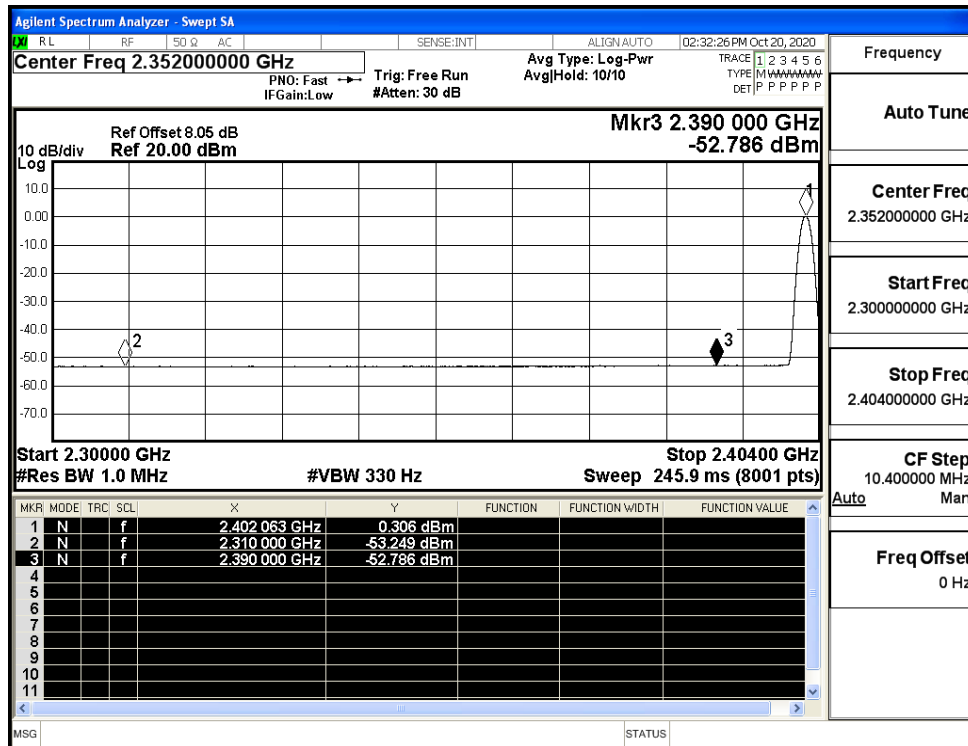 Agilent Spectrum Analyzer - Swept SA
LXI RL RF 50 Ω AC SENSE:INT ALIGN AUTO 02:32:26 PM Oct 20, 2020
Center Freq 2.352000000 GHz
PNO: Fast
IFGain:Low
Trig: Free Run
#Atten: 30 dB
Avg Type: Log-Pwr
Avg|Hold: 10/10
TRACE 1 2 3 4 5 6
TYPE M WWWWW
DET P P P P P P
Ref Offset 8.05 dB
Ref 20.00 dBm
10 dB/div
Log
Mkr3 2.390 000 GHz
-52.786 dBm
10.0
0.00
-10.0
-20.0
-30.0
-40.0
-50.0
-60.0
-70.0
1
2
3
Start 2.30000 GHz Stop 2.40400 GHz
#Res BW 1.0 MHz #VBW 330 Hz Sweep 245.9 ms (8001 pts)
MKR MODE TRC SCL X Y FUNCTION FUNCTION WIDTH FUNCTION VALUE
1 N f 2.402 063 GHz 0.306 dBm
2 N f 2.310 000 GHz -53.249 dBm
3 N f 2.390 000 GHz -52.786 dBm
4
5
6
7
8
9
10
11
MSG STATUS
Frequency
Auto Tune
Center Freq
2.352000000 GHz
Start Freq
2.300000000 GHz
Stop Freq
2.404000000 GHz
CF Step
10.400000 MHz
Auto Man
Freq Offset
0 Hz